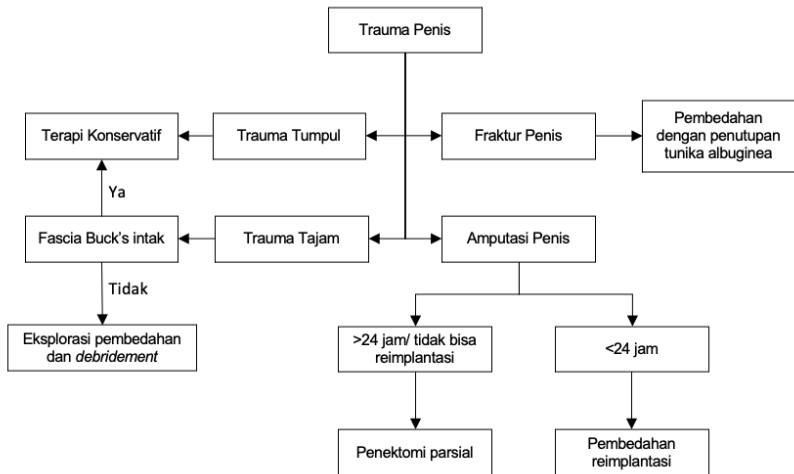 Trauma Penis
Terapi Konservatif
Trauma Tumpul
Fraktur Penis
Pembedahan
dengan penutupan
tunika albuginea
Ya
Fascia Buck's intak
Trauma Tajam
Amputasi Penis
Tidak
Eksplorasi pembedahan
dan debridement
>24 jam/ tidak bisa
reimplantasi)
<24 jam
Penektomi parsial
Pembedahan
reimplantasi